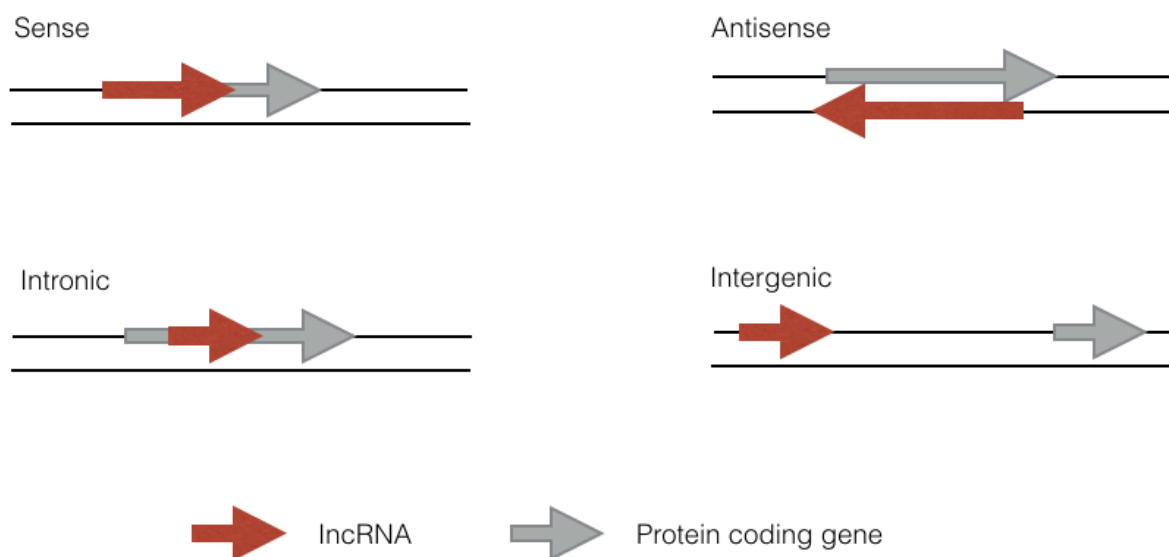 Sense
Antisense
Intronic
Intergenic
lncRNA
Protein coding gene